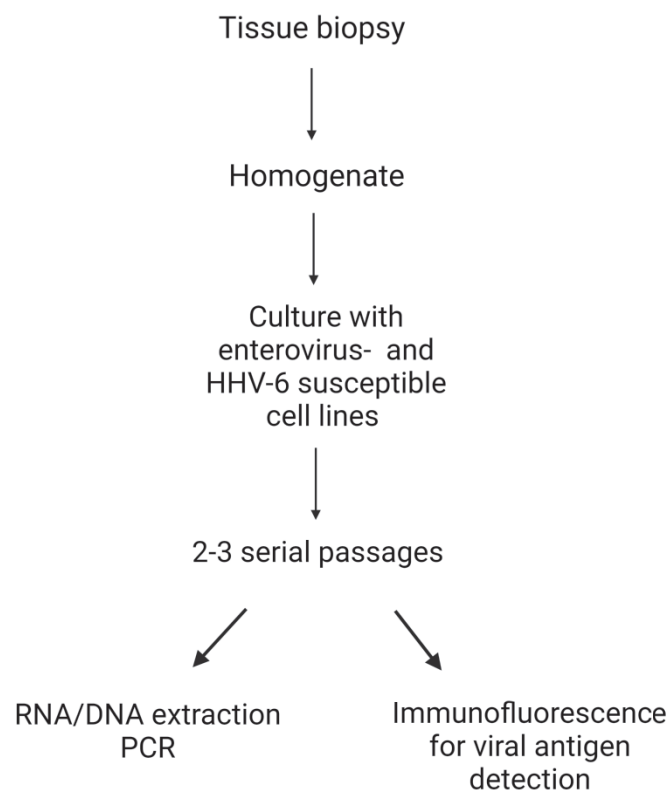 Tissue biopsy
Homogenate
Culture with
enterovirus- and
HHV-6 susceptible
cell lines
2-3 serial passages
RNA/DNA extraction
PCR
Immunofluorescence
for viral antigen
detection